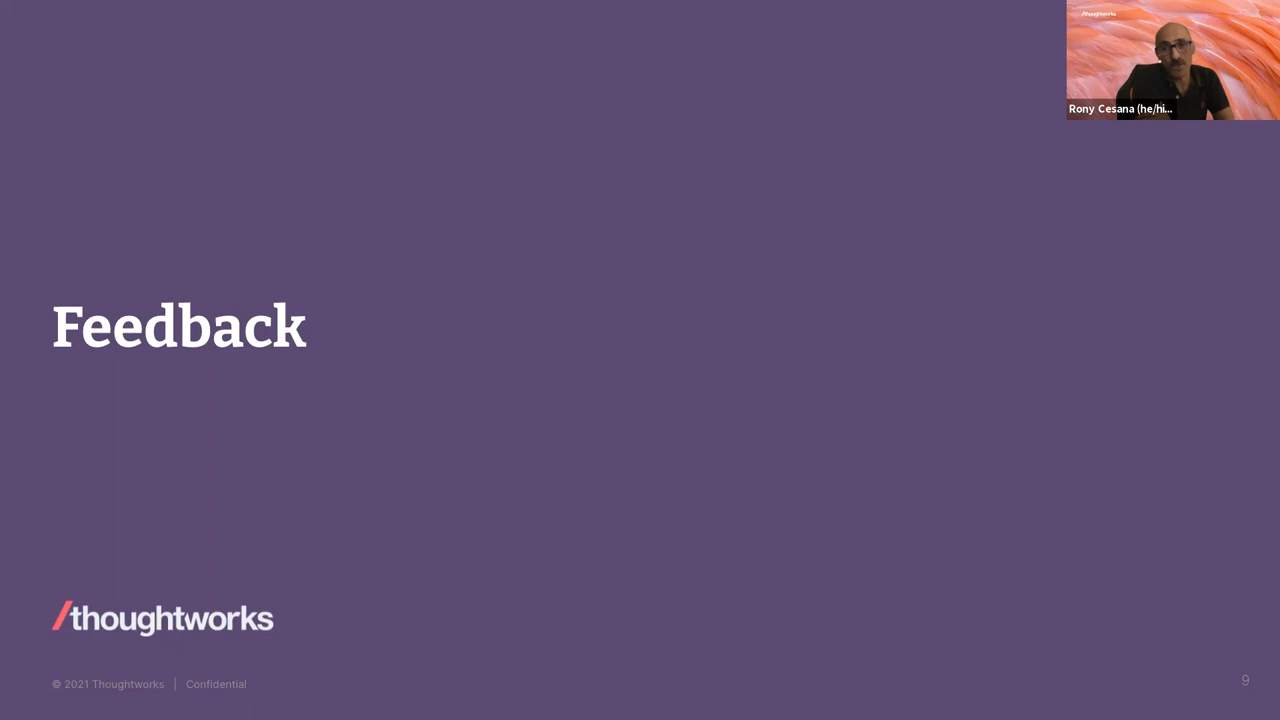 /thoughtworks
Rony Cesana (he/hi...
Feedback
/thoughtworks
© 2021 Thoughtworks | Confidential
9